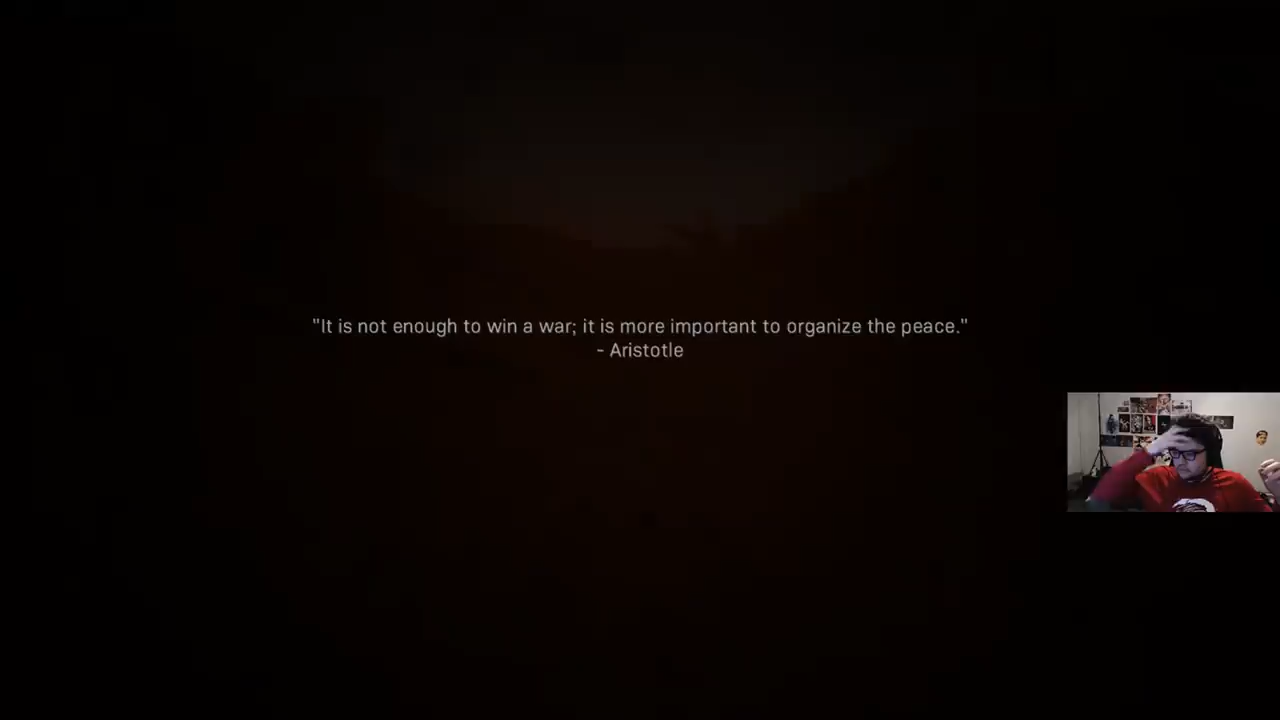 "It is not enough to win a war; it is more important to organize the peace."
- Aristotle